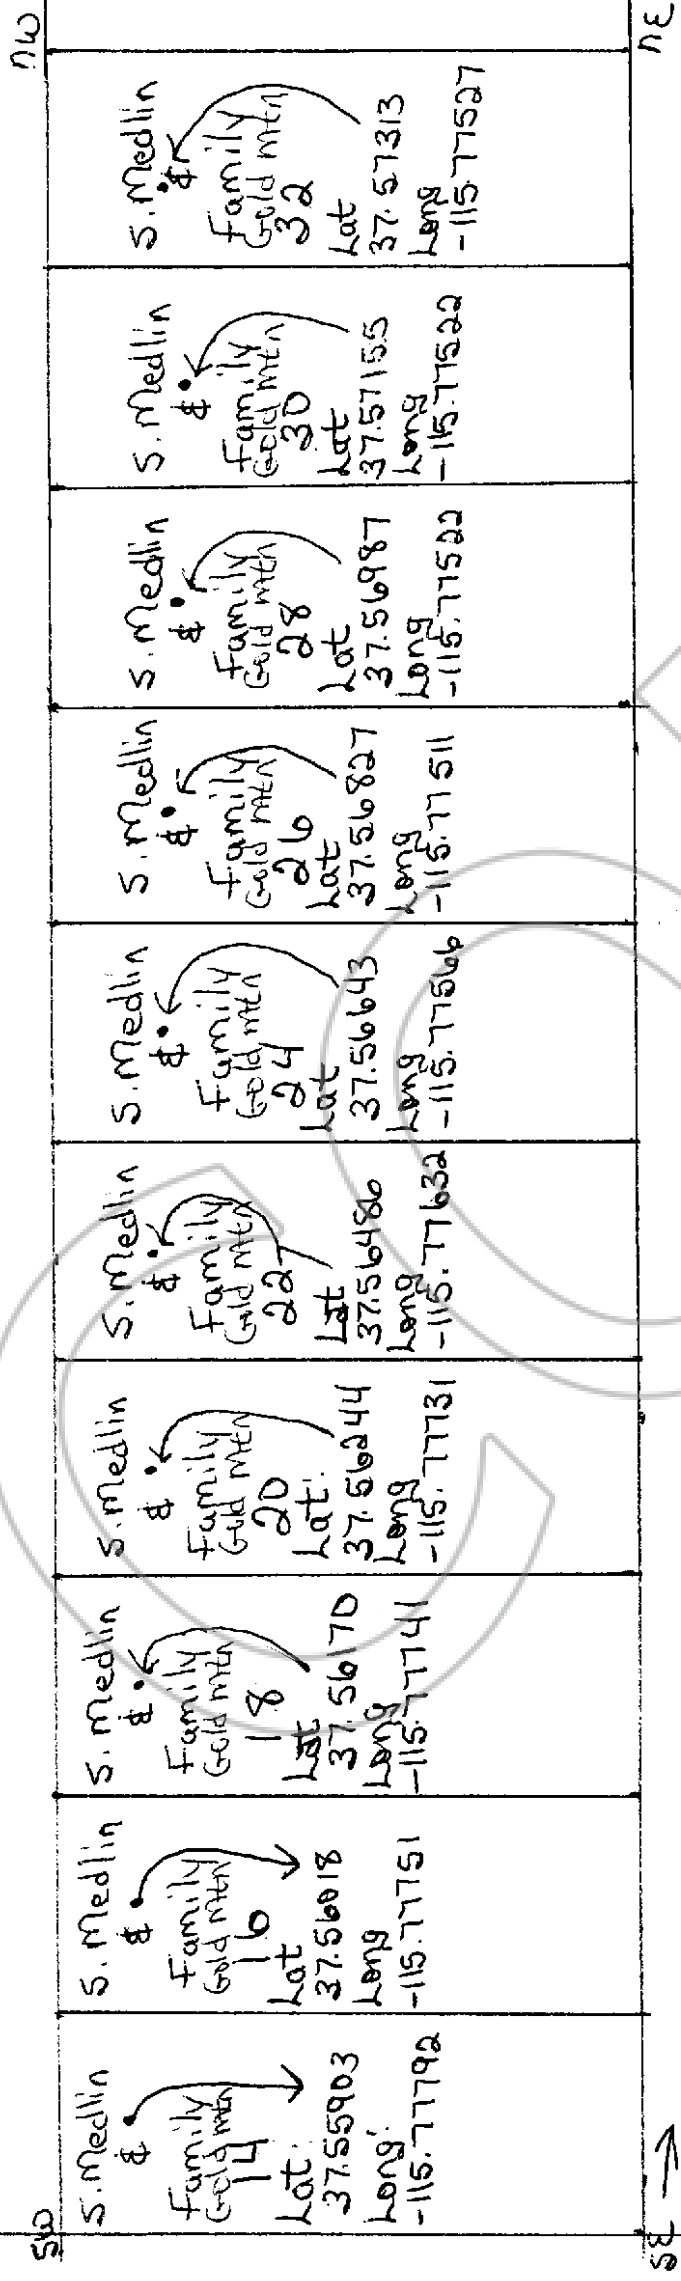 SW
S. Medlin
&
Family
Gold mtn
14
Lat.
37.55903
Long.
-115.77792
S. Medlin
&
Family
Gold mtn
16
Lat
37.56018
Long
-115.77751
S. Medlin
&
Family
Gold mtn
18
Lat
37.56170
Long
-115.77741
S. Medlin
&
Family
Gold mtn
20
Lat.
37.56244
Long
-115.77731
S. Medlin
&
Family
Gold mtn
22
Lat
37.56486
Long
-115.77632
S. Medlin
&
Family
Gold mtn
24
Lat
37.56643
Long
-115.77566
S. Medlin
&
Family
Gold mtn
26
Lat
37.56827
Long
-115.77511
S. Medlin
&
Family
Gold mtn
28
Lat
37.56987
Long
-115.77522
S. Medlin
&
Family
Gold mtn
30
Lat
37.57155
Long
-115.77522
S. Medlin
&
Family
Gold mtn
32
Lat
37.57313
Long
-115.77527
NW
SE
NE